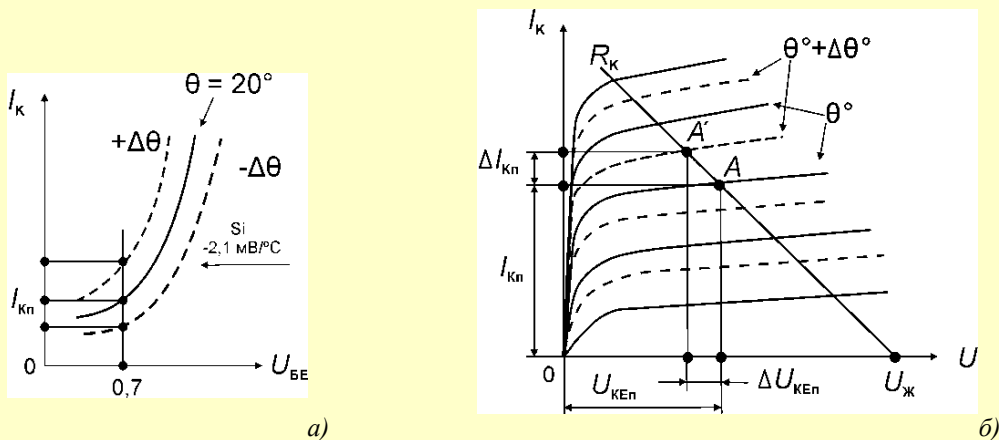 I_К
θ = 20°
+Δθ
-Δθ
Si
-2,1 мВ/°C
I_Кп
0
0,7
U_БЕ
а)
I_К
R_К
θ°+Δθ°
θ°
A′
A
ΔI_Кп
I_Кп
0
U_КЕп
ΔU_КЕп
U_Ж
U
б)